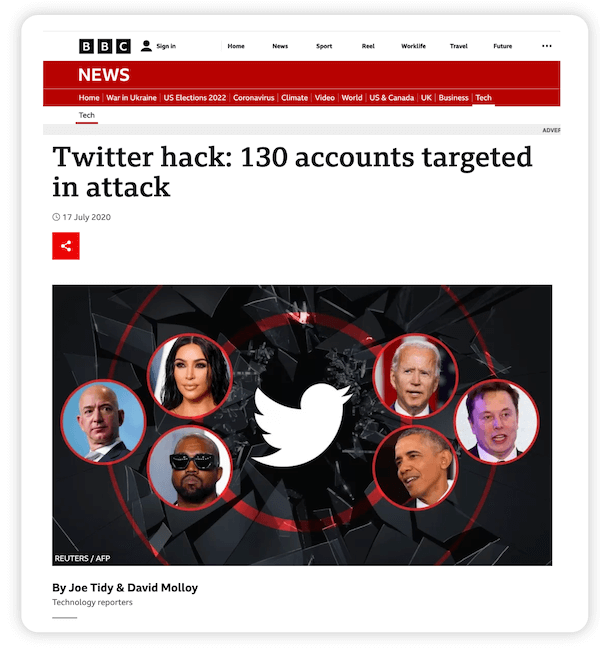 BBC Sign in Home News Sport Reel Worklife Travel Future
NEWS
Home War in Ukraine US Elections 2022 Coronavirus Climate Video World US & Canada UK Business Tech
Tech
ADVER
Twitter hack: 130 accounts targeted
in attack
17 July 2020
REUTERS / AFP
By Joe Tidy & David Molloy
Technology reporters